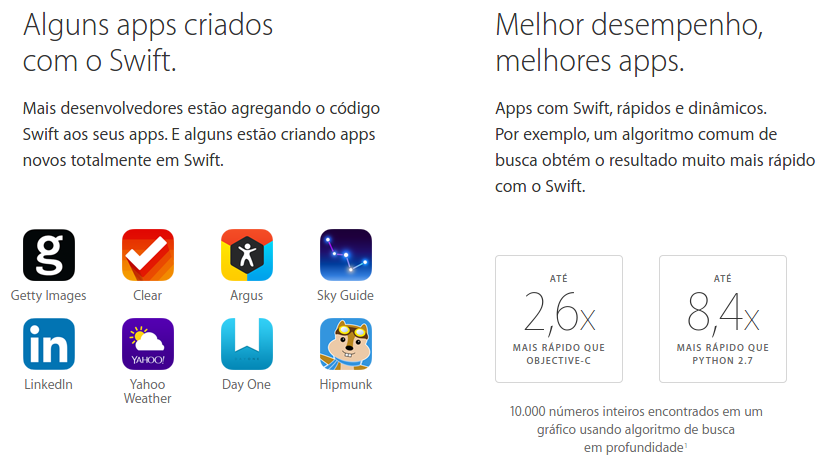 Alguns apps criados
com o Swift.
Mais desenvolvedores estão agregando o código
Swift aos seus apps. E alguns estão criando apps
novos totalmente em Swift.
g
Getty Images
Clear
Argus
Sky Guide
in
YAHOO!
LinkedIn
Yahoo
Weather
Day One
Hipmunk
Melhor desempenho,
melhores apps.
Apps com Swift, rápidos e dinâmicos.
Por exemplo, um algoritmo comum de
busca obtém o resultado muito mais rápido
com o Swift.
ATÉ
2,6x
MAIS RÁPIDO QUE
OBJECTIVE-C
ATÉ
8,4x
MAIS RÁPIDO QUE
PYTHON 2.7
10.000 números inteiros encontrados em um
gráfico usando algoritmo de busca
em profundidade¹